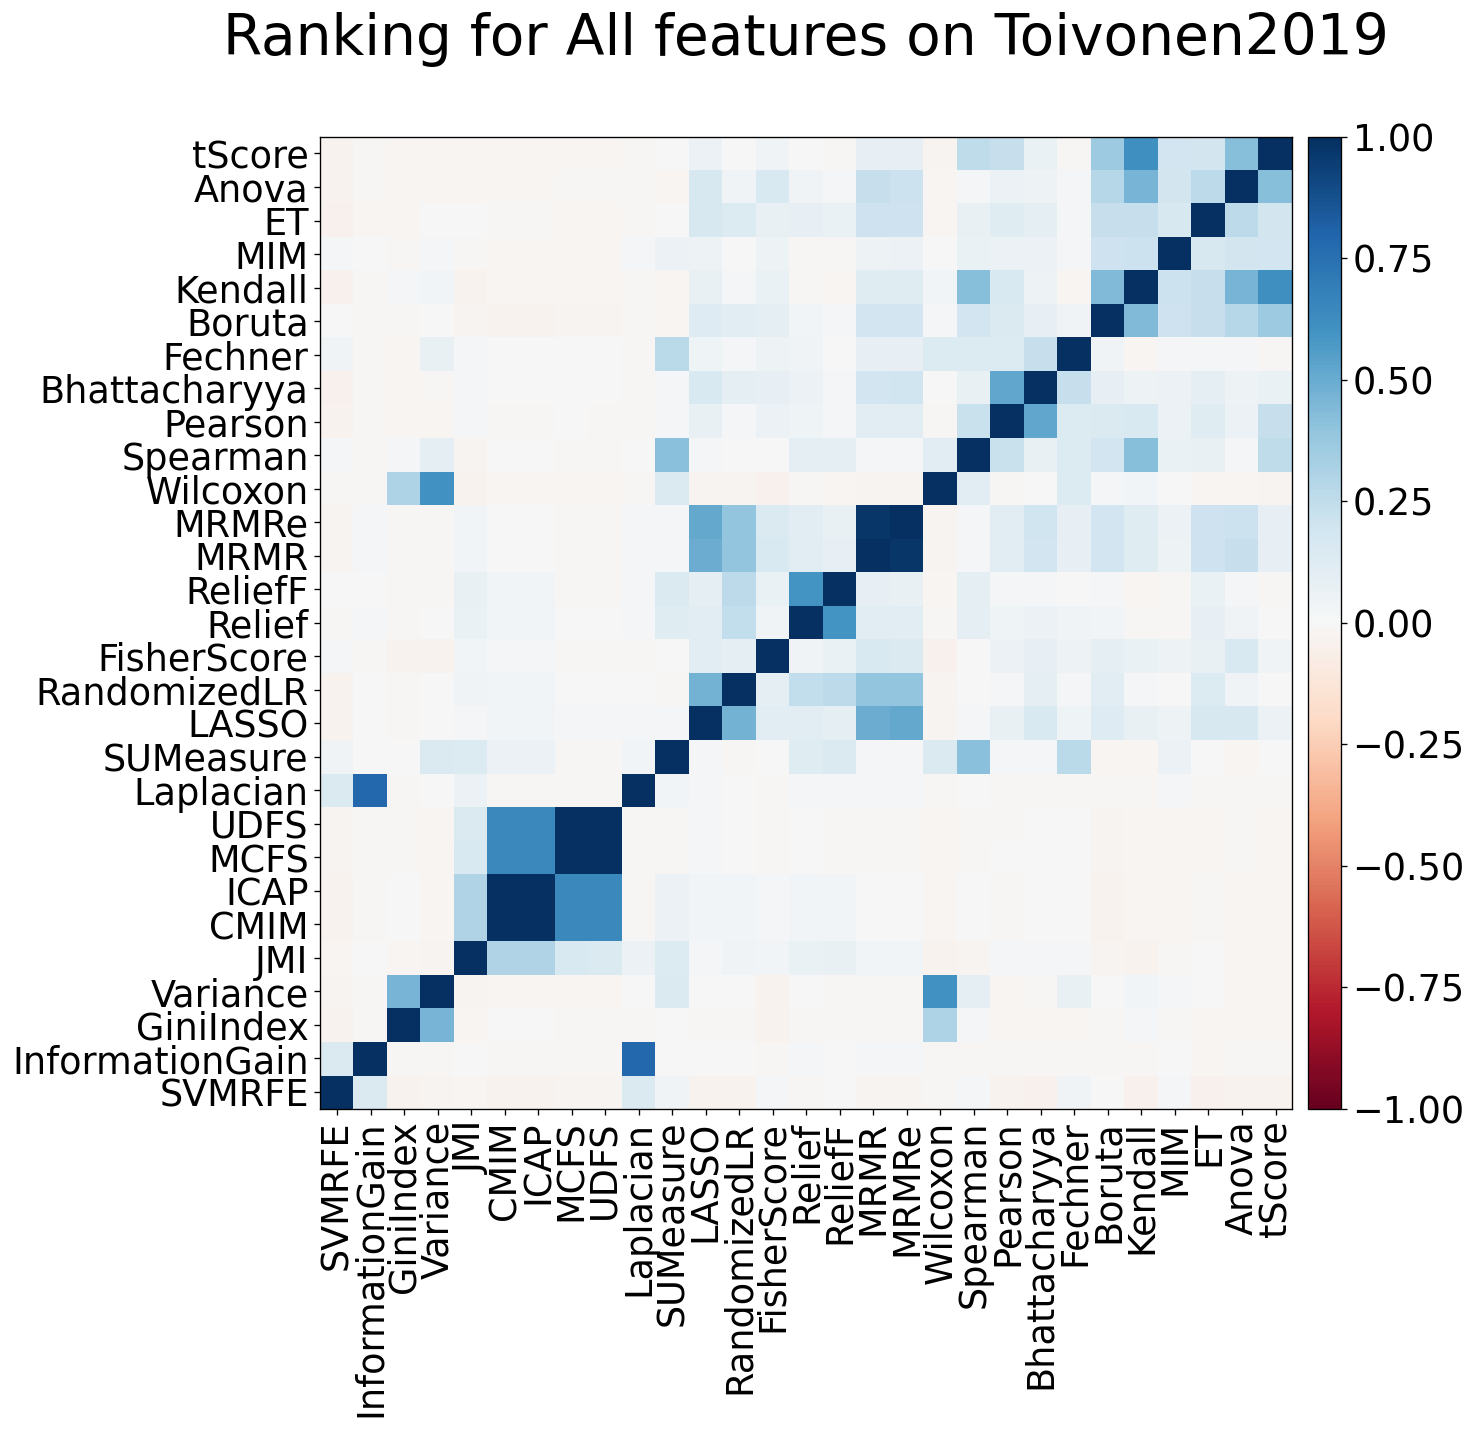 Ranking for All features on Toivonen2019
tScore
Anova
ET
MIM
Kendall
Boruta
Fechner
Bhattacharyya
Pearson
Spearman
Wilcoxon
MRMRe
MRMR
ReliefF
Relief
FisherScore
RandomizedLR
LASSO
SUMeasure
Laplacian
UDFS
MCFS
ICAP
CMIM
JMI
Variance
GiniIndex
InformationGain
SVMRFE
SVMRFE
InformationGain
GiniIndex
Variance
JMI
CMIM
ICAP
MCFS
UDFS
Laplacian
SUMeasure
LASSO
RandomizedLR
FisherScore
Relief
ReliefF
MRMR
MRMRe
Wilcoxon
Spearman
Pearson
Bhattacharyya
Fechner
Boruta
Kendall
MIM
ET
Anova
tScore
1.00
0.75
0.50
0.25
0.00
−0.25
−0.50
−0.75
−1.00